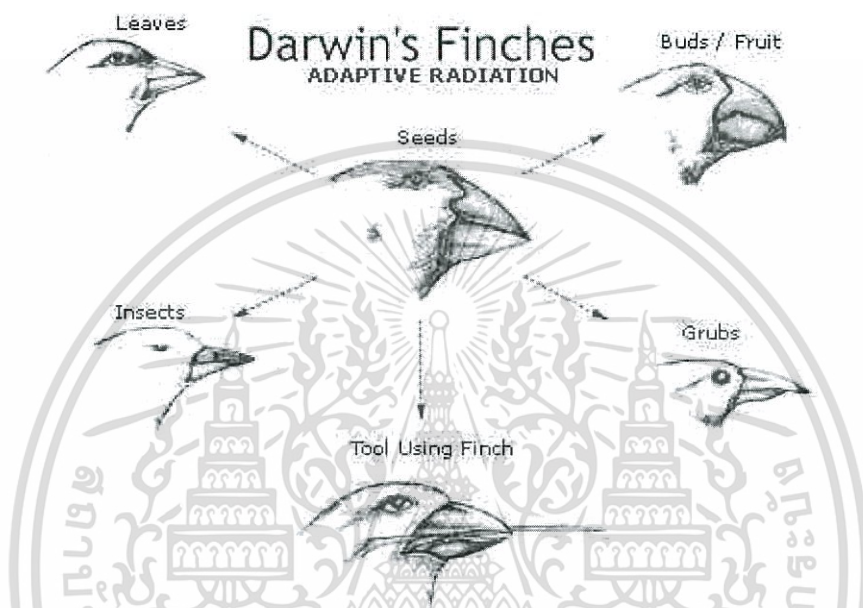 Leaves
Darwin's Finches
Buds / Fruit
ADAPTIVE RADIATION
Seeds
Insects
Grubs
Tool Using Finch